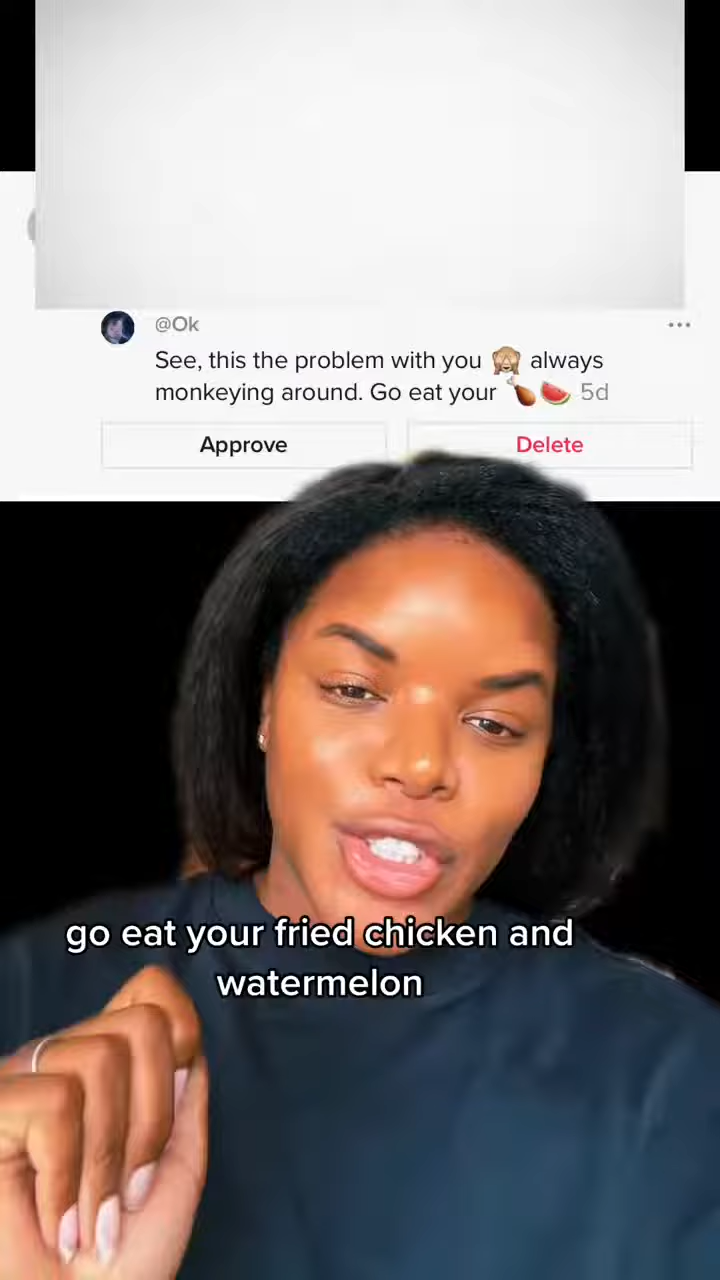 @Ok
See, this the problem with you 🙈 always
monkeying around. Go eat your 🍗🍉 5d
Approve
Delete
go eat your fried chicken and
watermelon